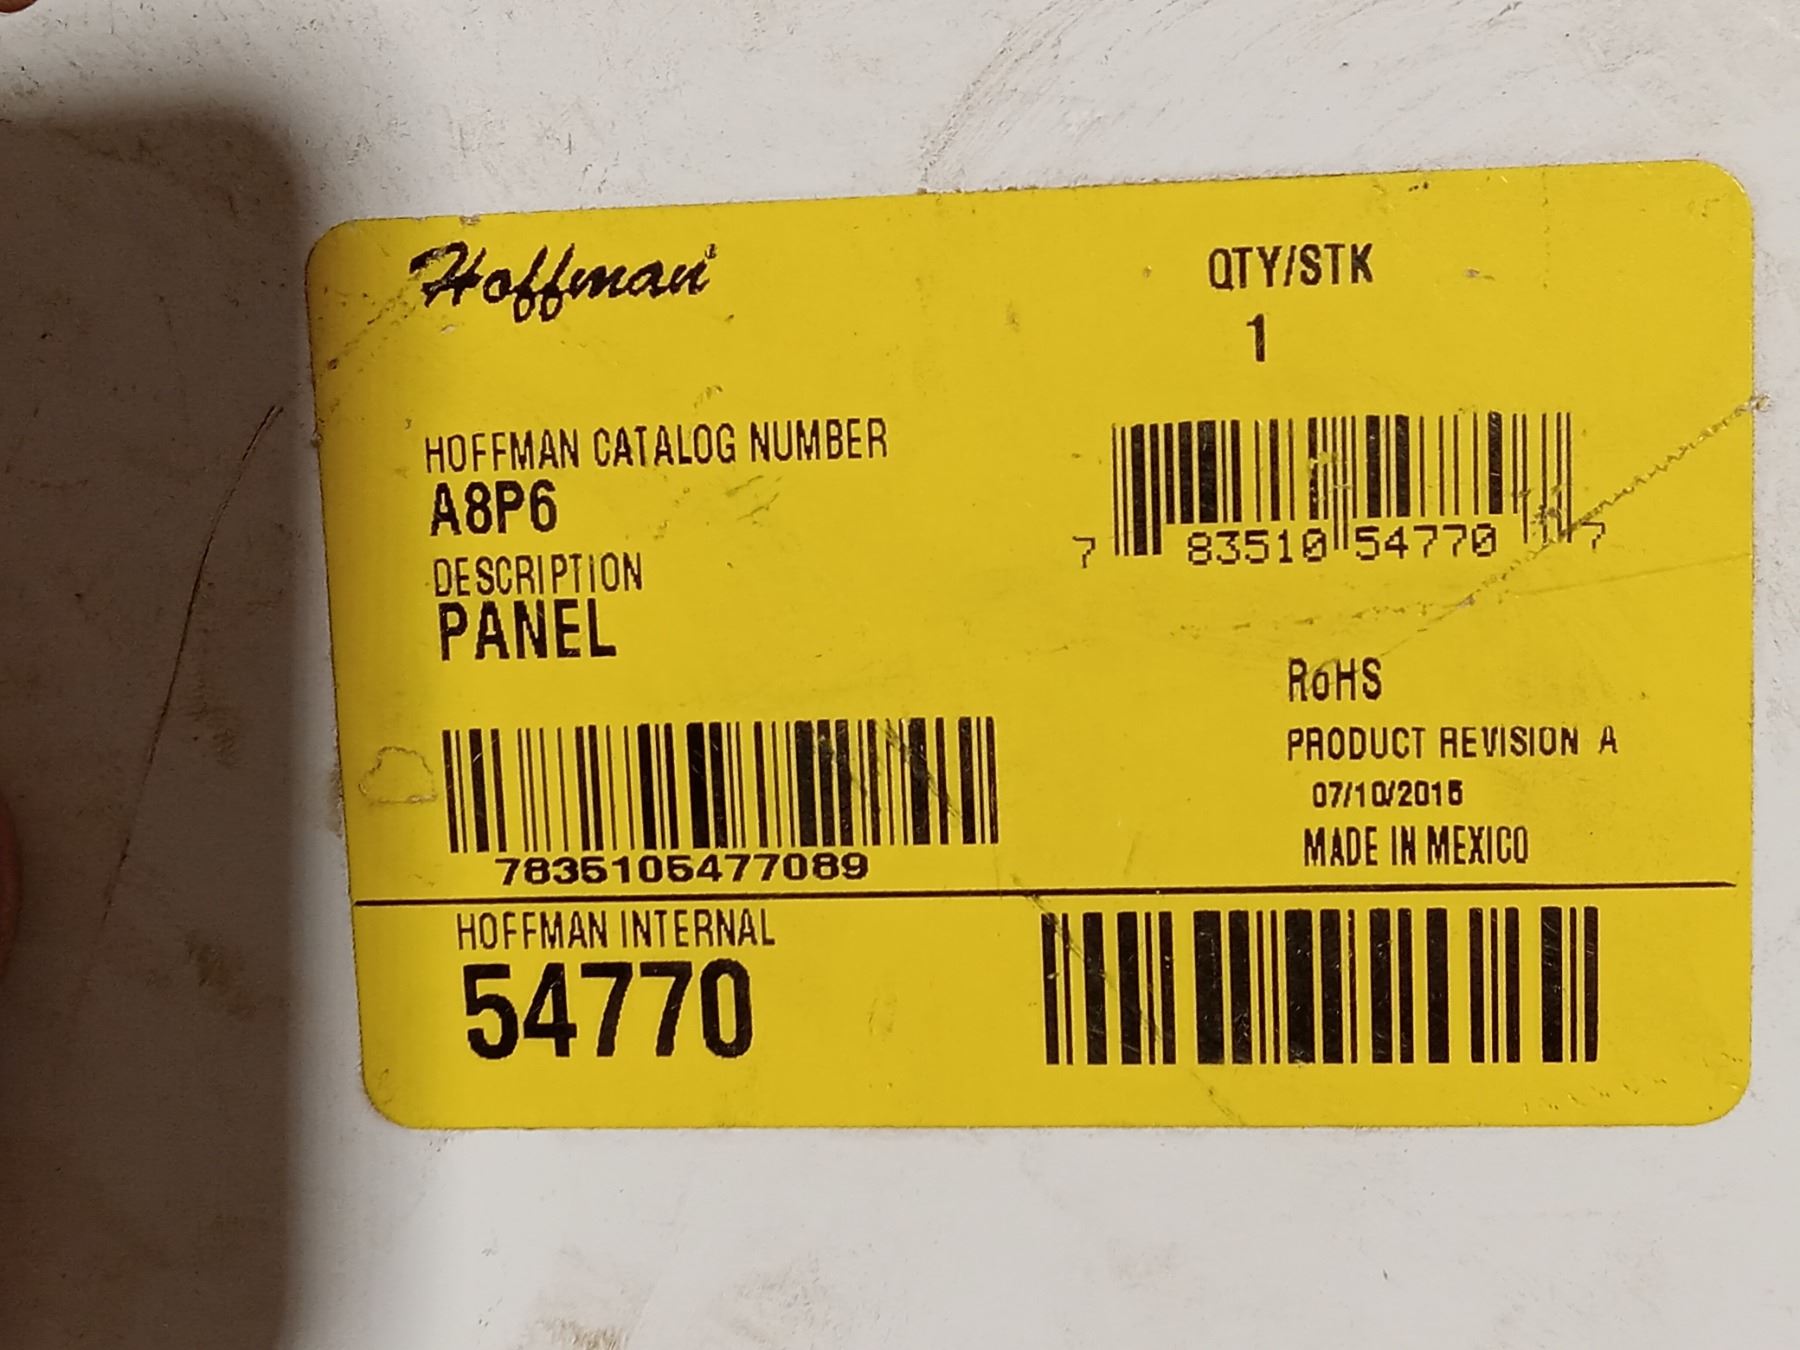 Hoffman
QTY/STK
1
HOFFMAN CATALOG NUMBER
A8P6
DESCRIPTION
PANEL
7 83510 54770 7
7835105477089
RoHS
PRODUCT REVISION A
07/10/2015
MADE IN MEXICO
HOFFMAN INTERNAL
54770